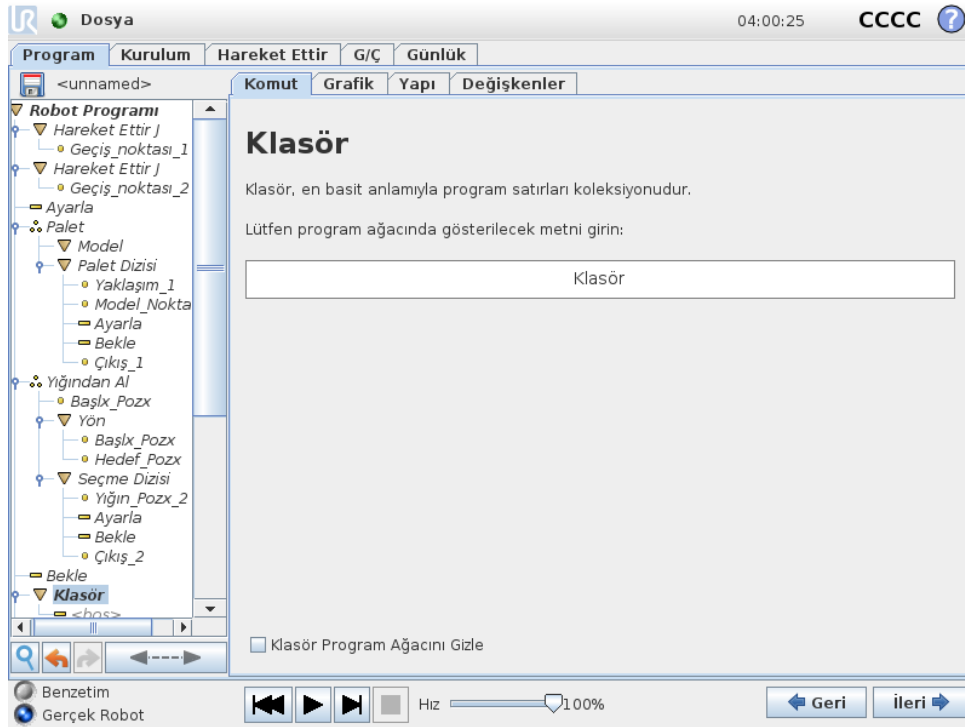 UR Dosya 04:00:25 CCCC ?
Program Kurulum Hareket Ettir G/Ç Günlük
<unnamed>
Komut Grafik Yapı Değişkenler
Robot Programı
Hareket Ettir J
Geçiş_noktası_1
Hareket Ettir J
Geçiş_noktası_2
Ayarla
Palet
Model
Palet Dizisi
Yaklaşım_1
Model_Nokta
Ayarla
Bekle
Çıkış_1
Yığından Al
Başlx_Pozx
Yön
Başlx_Pozx
Hedef_Pozx
Seçme Dizisi
Yığın_Pozx_2
Ayarla
Bekle
Çıkış_2
Bekle
Klasör
<boş>
Klasör
Klasör, en basit anlamıyla program satırları koleksiyonudur.
Lütfen program ağacında gösterilecek metni girin:
Klasör
Klasör Program Ağacını Gizle
Benzetim
Gerçek Robot
Hız 100%
Geri İleri